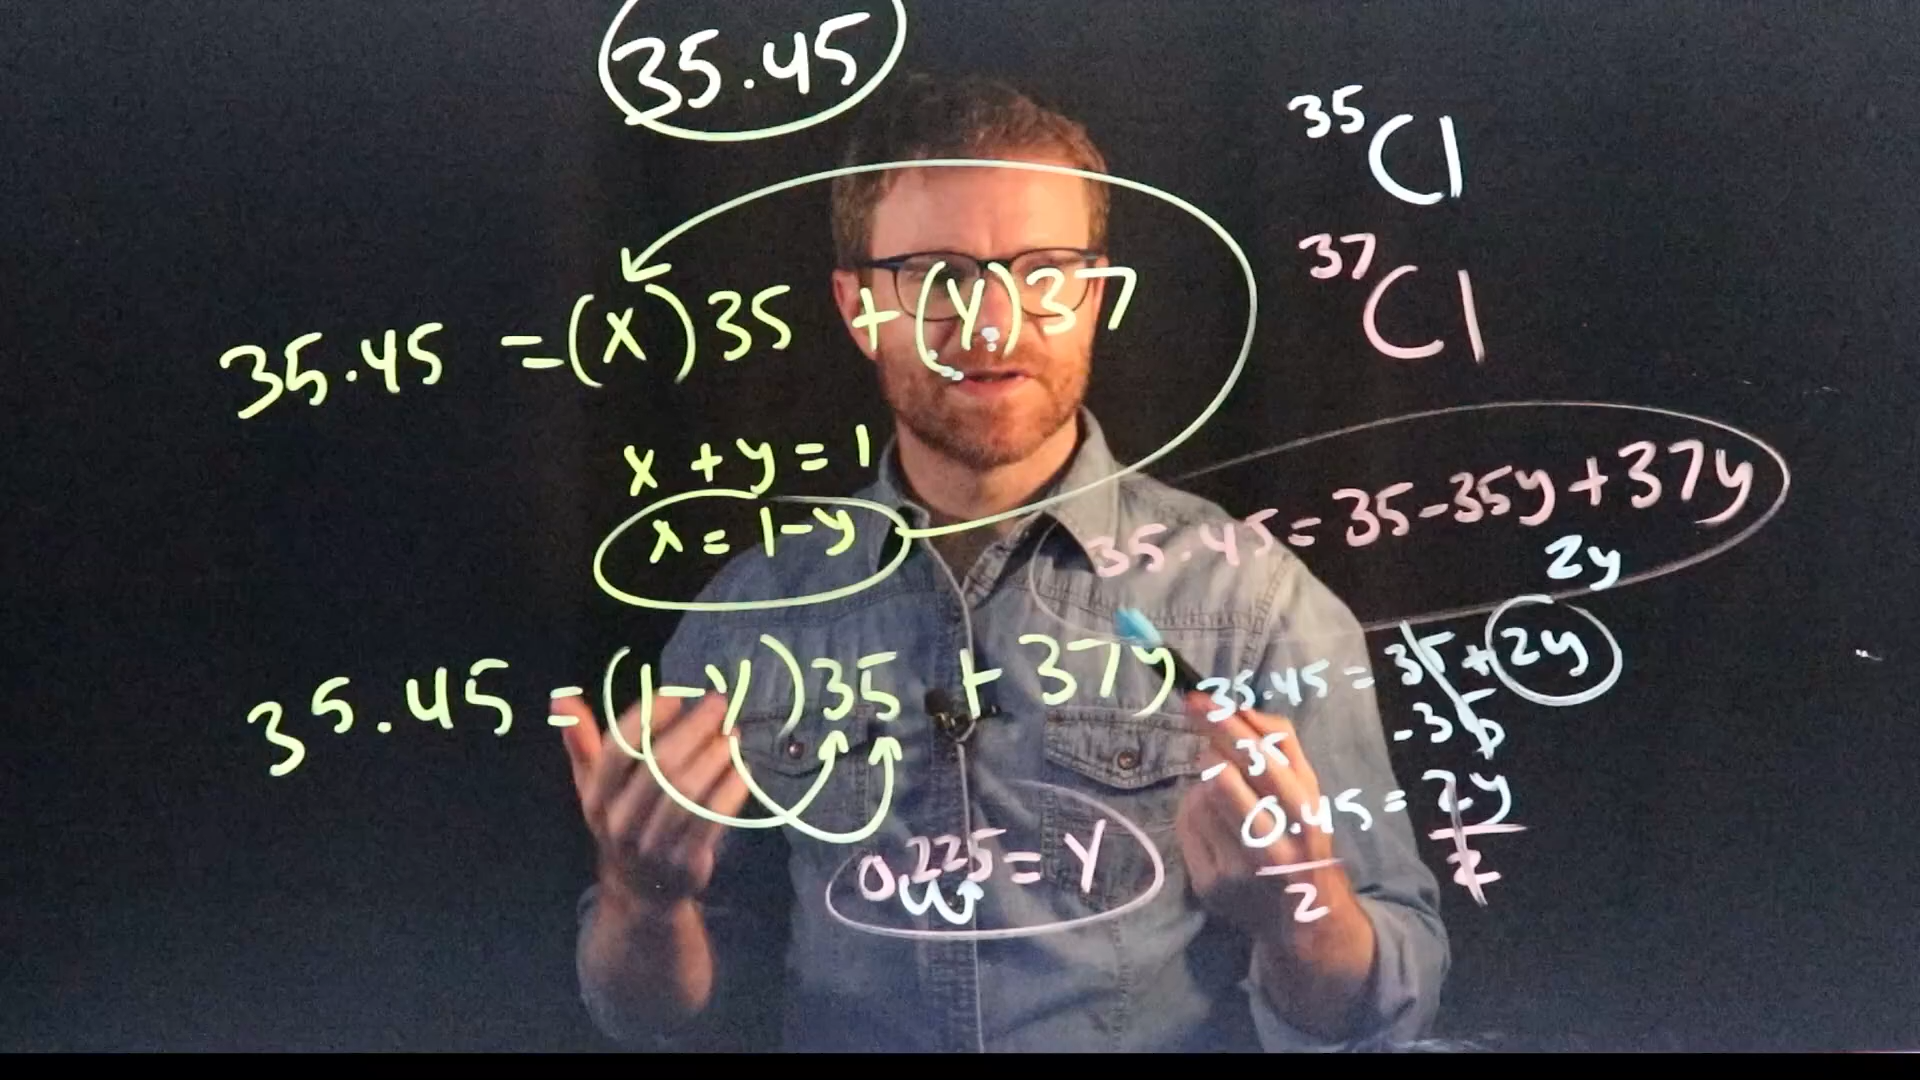 35.45
³⁵Cl
³⁷Cl
35.45 = (x)35 + (y)37
x + y = 1
x = 1-y
35.45 = 35-35y+37y
2y
35.45 = (1-y)35 + 37y
35.45 = 35 + 2y
-35 -35
0.45 = 2y
2 2
0.225 = y